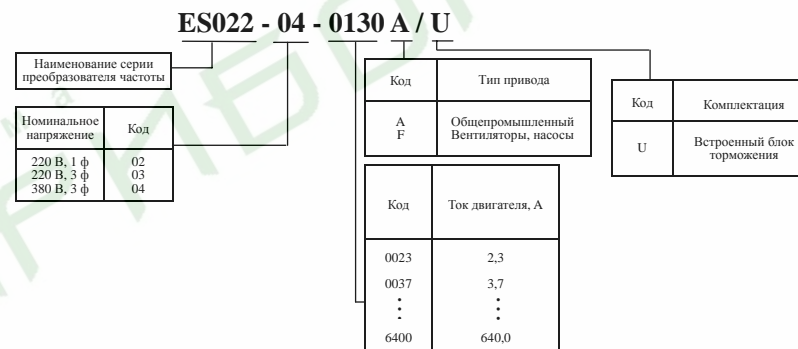 ES022 - 04 - 0130 A / U
Наименование серии
преобразователя частоты
Номинальное
напряжение
Код
220 В, 1 ф
02
220 В, 3 ф
03
380 В, 3 ф
04
Код
Тип привода
А
Общепромышленный
F
Вентиляторы, насосы
Код
Ток двигателя, А
0023
2,3
0037
3,7
6400
640,0
Код
Комплектация
U
Встроенный блок
торможения